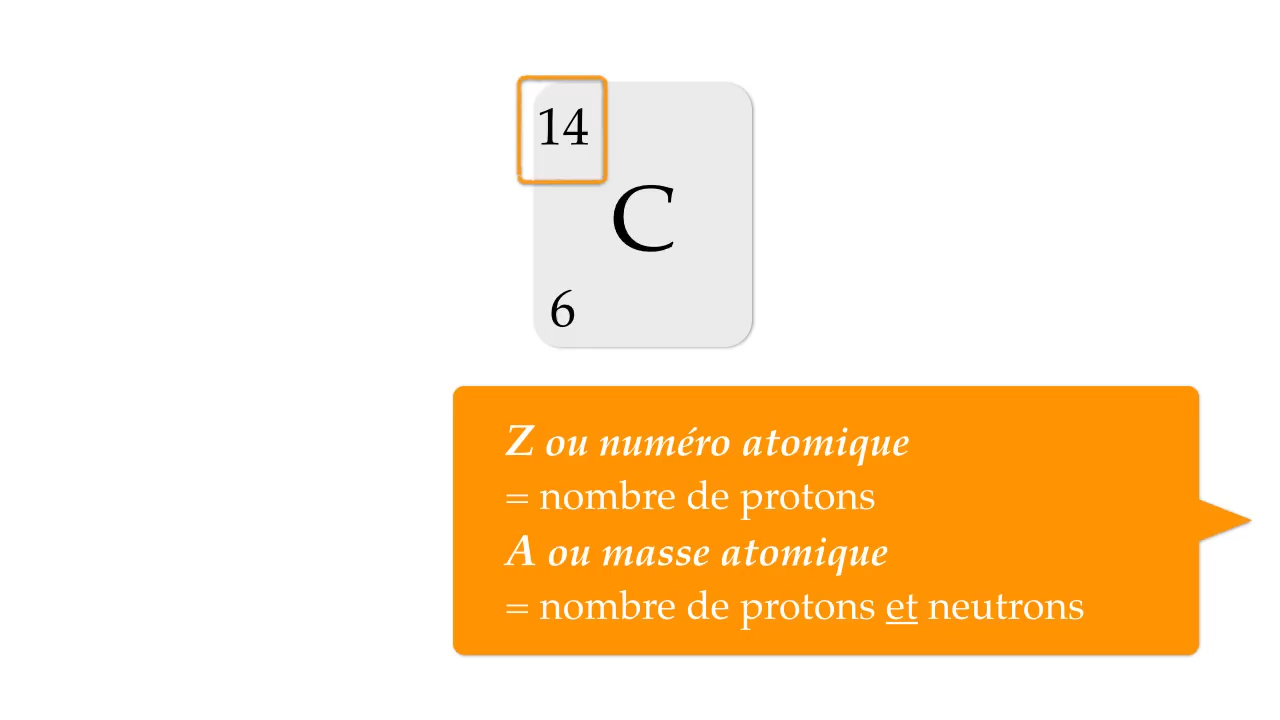 14
C
6
Z ou numéro atomique
= nombre de protons
A ou masse atomique
= nombre de protons et neutrons